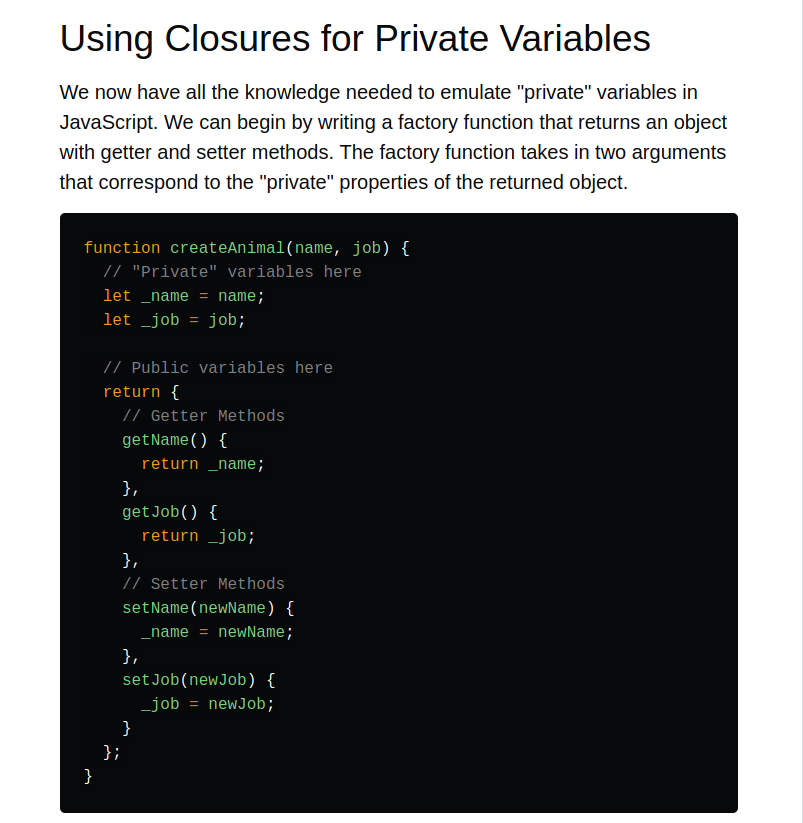 Using Closures for Private Variables
We now have all the knowledge needed to emulate "private" variables in
JavaScript. We can begin by writing a factory function that returns an object
with getter and setter methods. The factory function takes in two arguments
that correspond to the "private" properties of the returned object.
function createAnimal(name, job) {
  // "Private" variables here
  let _name = name;
  let _job = job;

  // Public variables here
  return {
    // Getter Methods
    getName() {
      return _name;
    },
    getJob() {
      return _job;
    },
    // Setter Methods
    setName(newName) {
      _name = newName;
    },
    setJob(newJob) {
      _job = newJob;
    }
  };
}